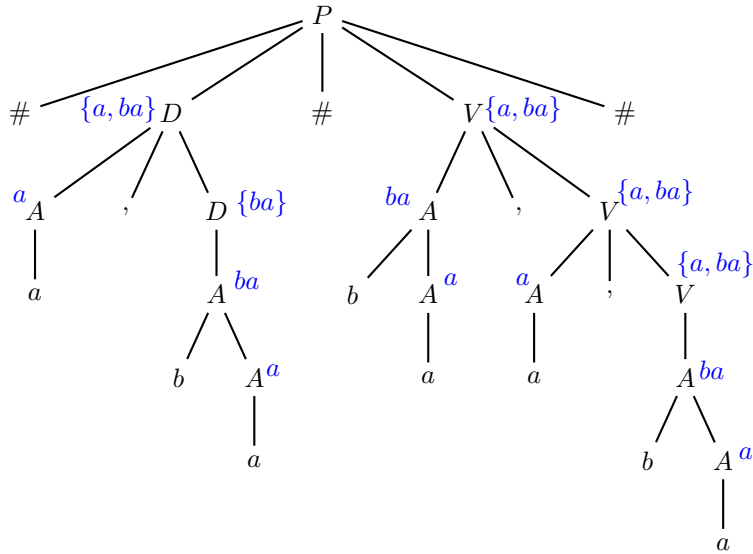 P
# {a, ba} D # V {a, ba} #
a A , D {ba} ba A , V {a, ba}
a A ba b A a a A , V {a, ba}
b A a a a A ba
a b A a
a